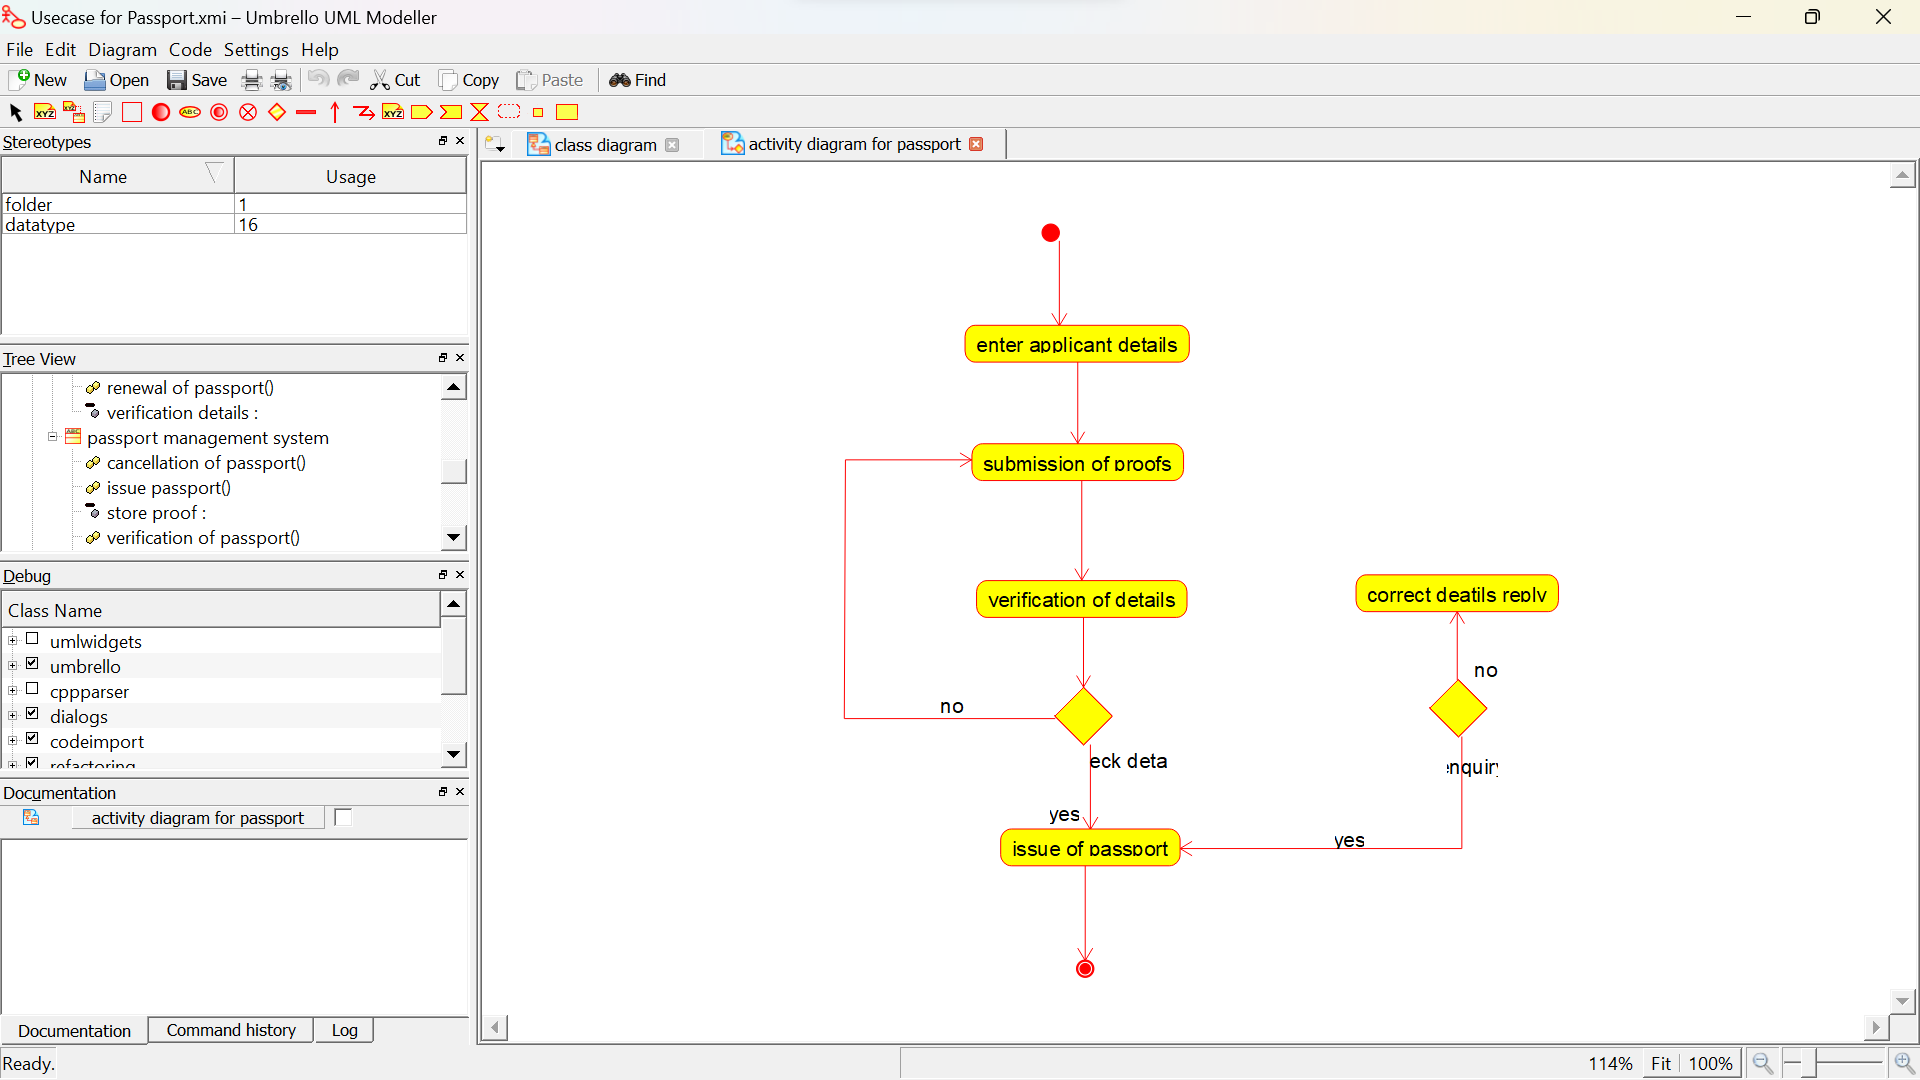 Usecase for Passport.xmi – Umbrello UML Modeller
File Edit Diagram Code Settings Help
New Open Save Cut Copy Paste Find
Stereotypes
Name Usage
folder 1
datatype 16
Tree View
renewal of passport()
verification details :
passport management system
cancellation of passport()
issue passport()
store proof :
verification of passport()
Debug
Class Name
umlwidgets
umbrello
cppparser
dialogs
codeimport
refactoring
Documentation
activity diagram for passport
Documentation Command history Log
Ready.
class diagram
activity diagram for passport
enter applicant details
submission of proofs
verification of details
correct deatils reply
no
no
eck deta
enquiry
yes
yes
issue of passport
114% Fit 100%